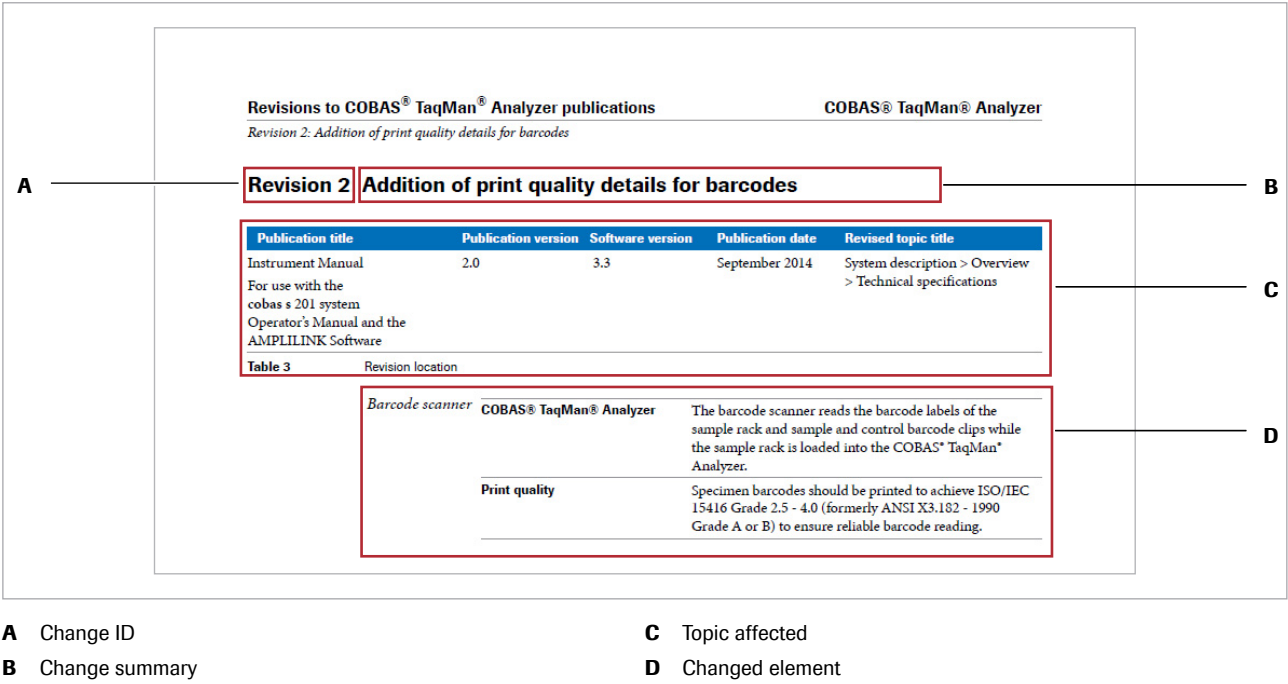 Revisions to COBAS® TaqMan® Analyzer publications
COBAS® TaqMan® Analyzer
Revision 2: Addition of print quality details for barcodes
A
Revision 2 Addition of print quality details for barcodes
B
Publication title Publication version Software version Publication date Revised topic title
Instrument Manual 2.0 3.3 September 2014 System description > Overview
> Technical specifications
For use with the
cobas s 201 system
Operator's Manual and the
AMPLILINK Software
C
Table 3 Revision location
Barcode scanner
COBAS® TaqMan® Analyzer
The barcode scanner reads the barcode labels of the
sample rack and sample and control barcode clips while
the sample rack is loaded into the COBAS® TaqMan®
Analyzer.
D
Print quality
Specimen barcodes should be printed to achieve ISO/IEC
15416 Grade 2.5 - 4.0 (formerly ANSI X3.182 - 1990
Grade A or B) to ensure reliable barcode reading.
A Change ID
B Change summary
C Topic affected
D Changed element